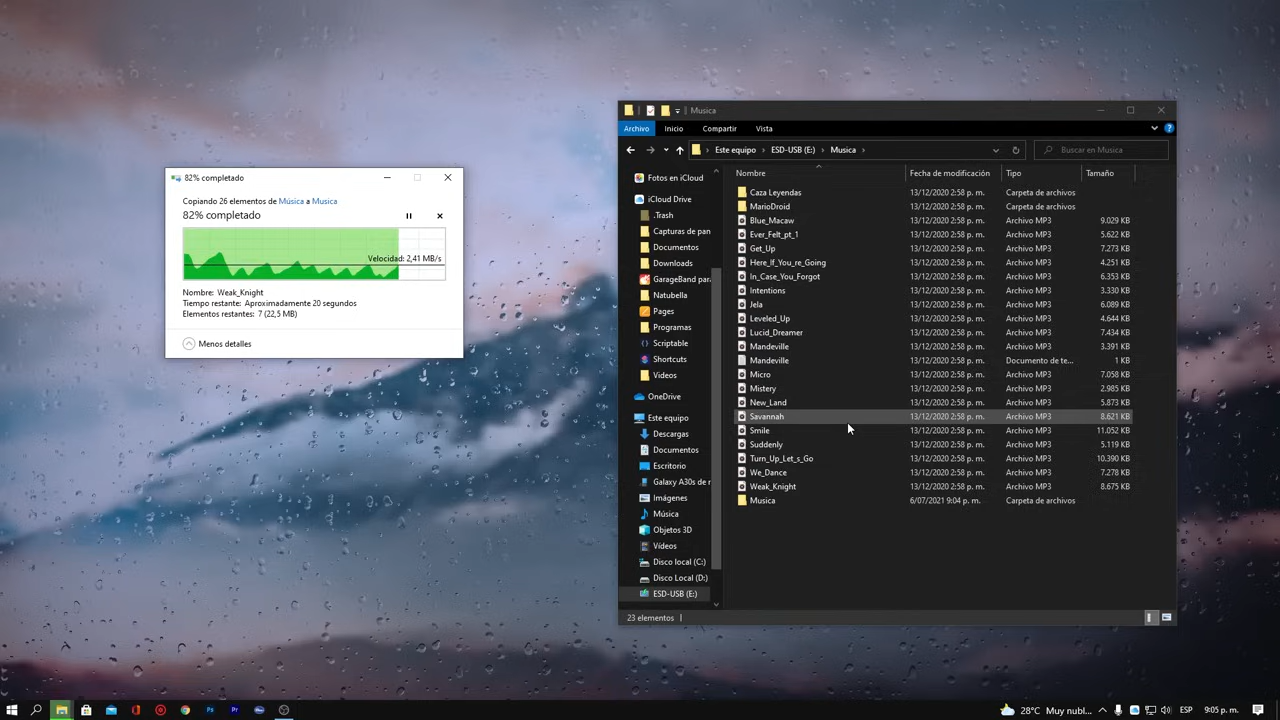 82% completado
Copiando 26 elementos de Música a Musica
82% completado
Velocidad: 2,41 MB/s
Nombre: Weak_Knight
Tiempo restante: Aproximadamente 20 segundos
Elementos restantes: 7 (22,5 MB)
Menos detalles
Musica
Archivo Inicio Compartir Vista
Este equipo > ESD-USB (E:) > Musica >
Buscar en Musica
Fotos en iCloud
iCloud Drive
.Trash
Capturas de pan
Documentos
Downloads
GarageBand par
Natubella
Pages
Programas
Scriptable
Shortcuts
Videos
OneDrive
Este equipo
Descargas
Documentos
Escritorio
Galaxy A30s de r
Imágenes
Música
Objetos 3D
Vídeos
Disco local (C:)
Disco Local (D:)
ESD-USB (E:)
Nombre Fecha de modificación Tipo Tamaño
Caza Leyendas 13/12/2020 2:58 p. m. Carpeta de archivos
MarioDroid 13/12/2020 2:58 p. m. Carpeta de archivos
Blue_Macaw 13/12/2020 2:58 p. m. Archivo MP3 9.029 KB
Ever_Felt_pt_1 13/12/2020 2:58 p. m. Archivo MP3 5.622 KB
Get_Up 13/12/2020 2:58 p. m. Archivo MP3 7.273 KB
Here_If_You_re_Going 13/12/2020 2:58 p. m. Archivo MP3 4.251 KB
In_Case_You_Forgot 13/12/2020 2:58 p. m. Archivo MP3 6.353 KB
Intentions 13/12/2020 2:58 p. m. Archivo MP3 3.330 KB
Jela 13/12/2020 2:58 p. m. Archivo MP3 6.089 KB
Leveled_Up 13/12/2020 2:58 p. m. Archivo MP3 4.644 KB
Lucid_Dreamer 13/12/2020 2:58 p. m. Archivo MP3 7.434 KB
Mandeville 13/12/2020 2:58 p. m. Archivo MP3 3.391 KB
Mandeville 13/12/2020 2:58 p. m. Documento de te... 1 KB
Micro 13/12/2020 2:58 p. m. Archivo MP3 7.058 KB
Mistery 13/12/2020 2:58 p. m. Archivo MP3 2.985 KB
New_Land 13/12/2020 2:58 p. m. Archivo MP3 5.873 KB
Savannah 13/12/2020 2:58 p. m. Archivo MP3 8.621 KB
Smile 13/12/2020 2:58 p. m. Archivo MP3 11.052 KB
Suddenly 13/12/2020 2:58 p. m. Archivo MP3 5.119 KB
Turn_Up_Let_s_Go 13/12/2020 2:58 p. m. Archivo MP3 10.390 KB
We_Dance 13/12/2020 2:58 p. m. Archivo MP3 7.278 KB
Weak_Knight 13/12/2020 2:58 p. m. Archivo MP3 8.675 KB
Musica 6/07/2021 9:04 p. m. Carpeta de archivos
23 elementos
28°C Muy nubl... ESP 9:05 p. m.